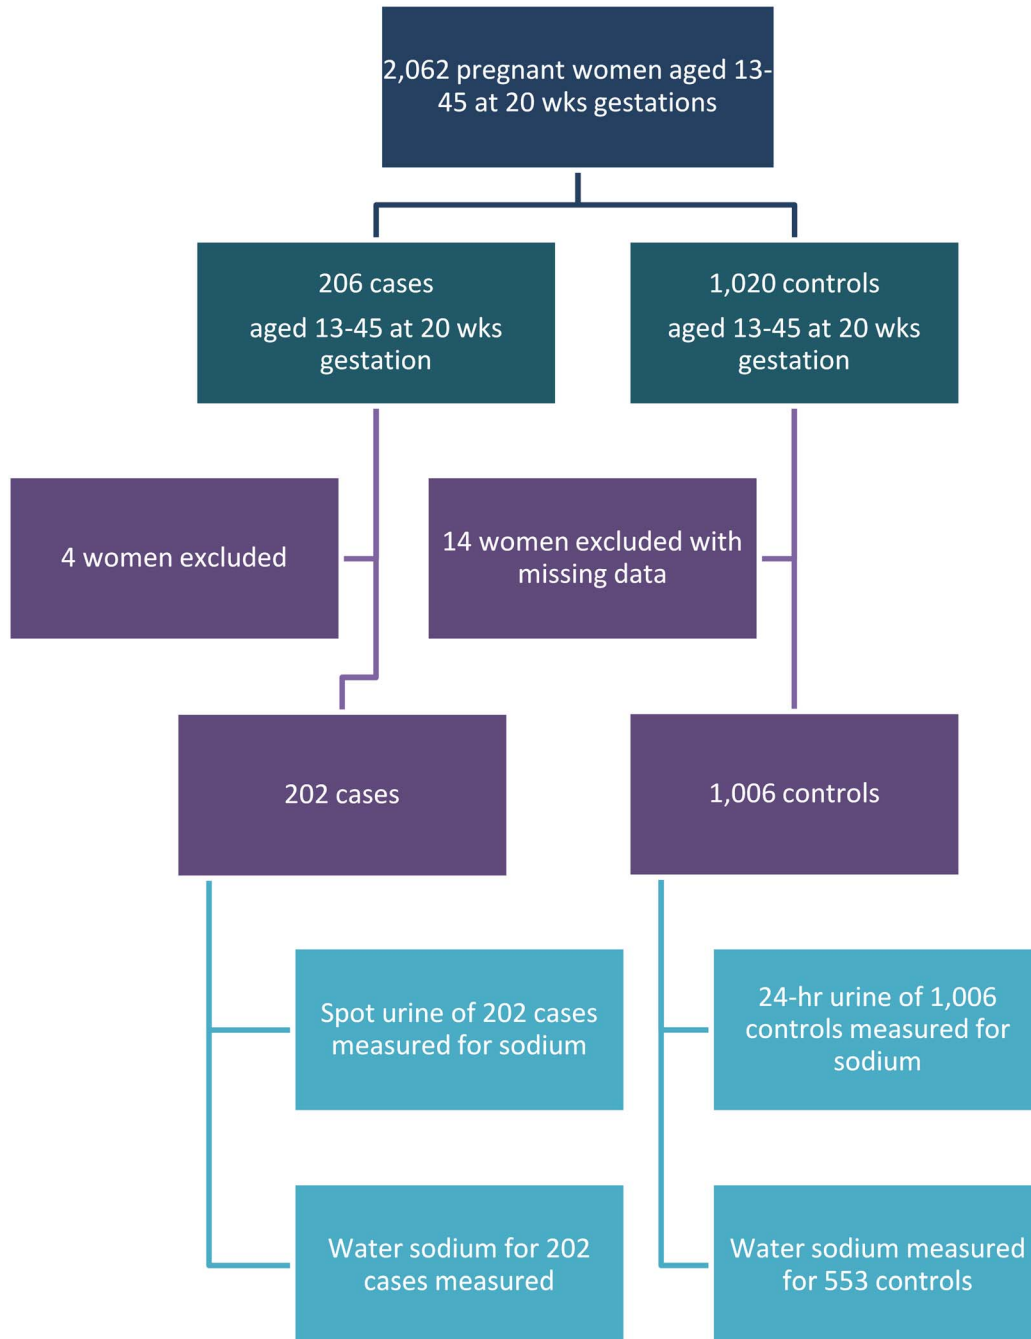 2,062 pregnant women aged 13-
45 at 20 wks gestations
206 cases
aged 13-45 at 20 wks
gestation
1,020 controls
aged 13-45 at 20 wks
gestation
4 women excluded
14 women excluded with
missing data
202 cases
1,006 controls
Spot urine of 202 cases
measured for sodium
24-hr urine of 1,006
controls measured for
sodium
Water sodium for 202
cases measured
Water sodium measured
for 553 controls